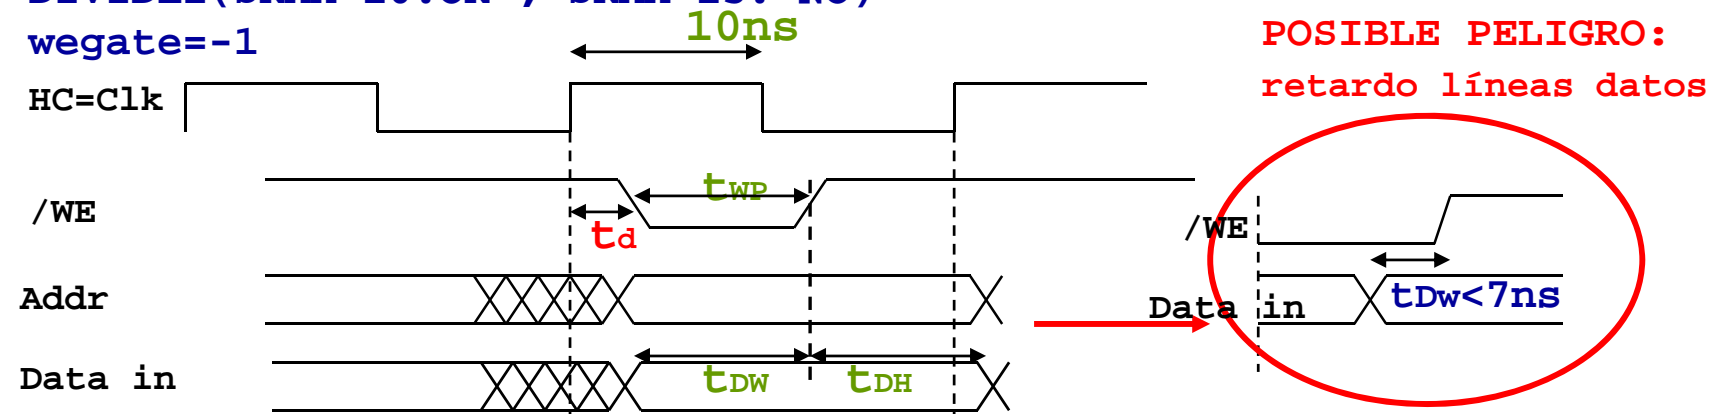 wegate=-1
10ns
POSIBLE PELIGRO:
retardo líneas datos
HC=Clk
/WE
tWP
td
/WE
Addr
Data in
tDw<7ns
Data in
tDW
tDH